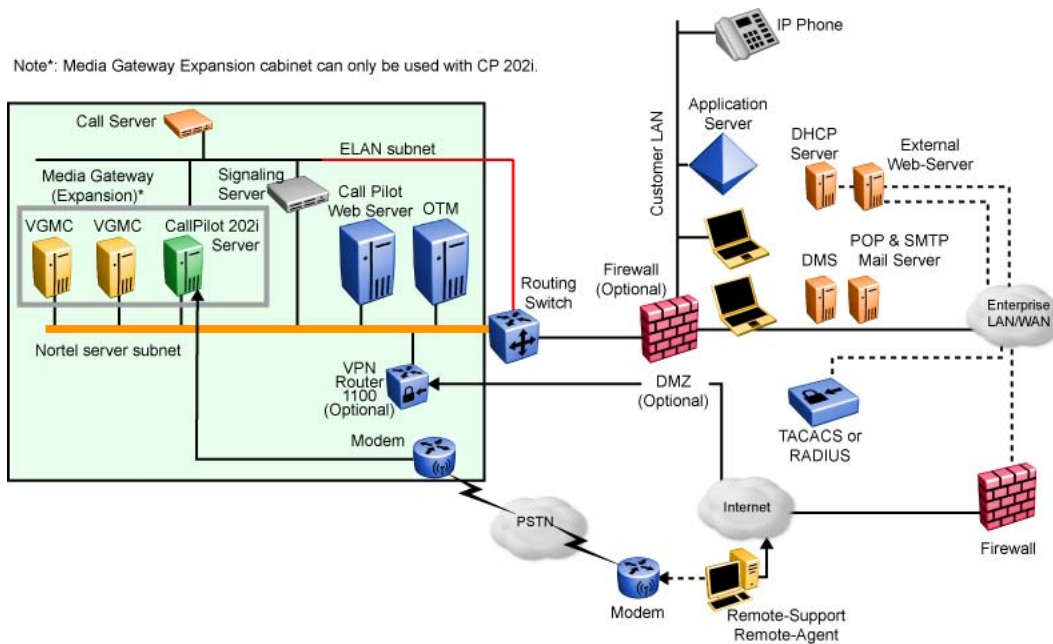 IP Phone
Note*: Media Gateway Expansion cabinet can only be used with CP 202i.
Customer LAN
Application
Server
DHCP
Server
External
Web-Server
Call Server
ELAN subnet
Media Gateway
(Expansion)*
Signaling
Server
Call Pilot
Web Server
OTM
VGMC
VGMC
CallPilot 202i
Server
Routing
Switch
Firewall
(Optional)
DMS
POP & SMTP
Mail Server
Enterprise
LAN/WAN
Nortel server subnet
VPN
Router
1100
(Optional)
DMZ
(Optional)
TACACS or
RADIUS
Modem
PSTN
Internet
Firewall
Modem
Remote-Support
Remote-Agent